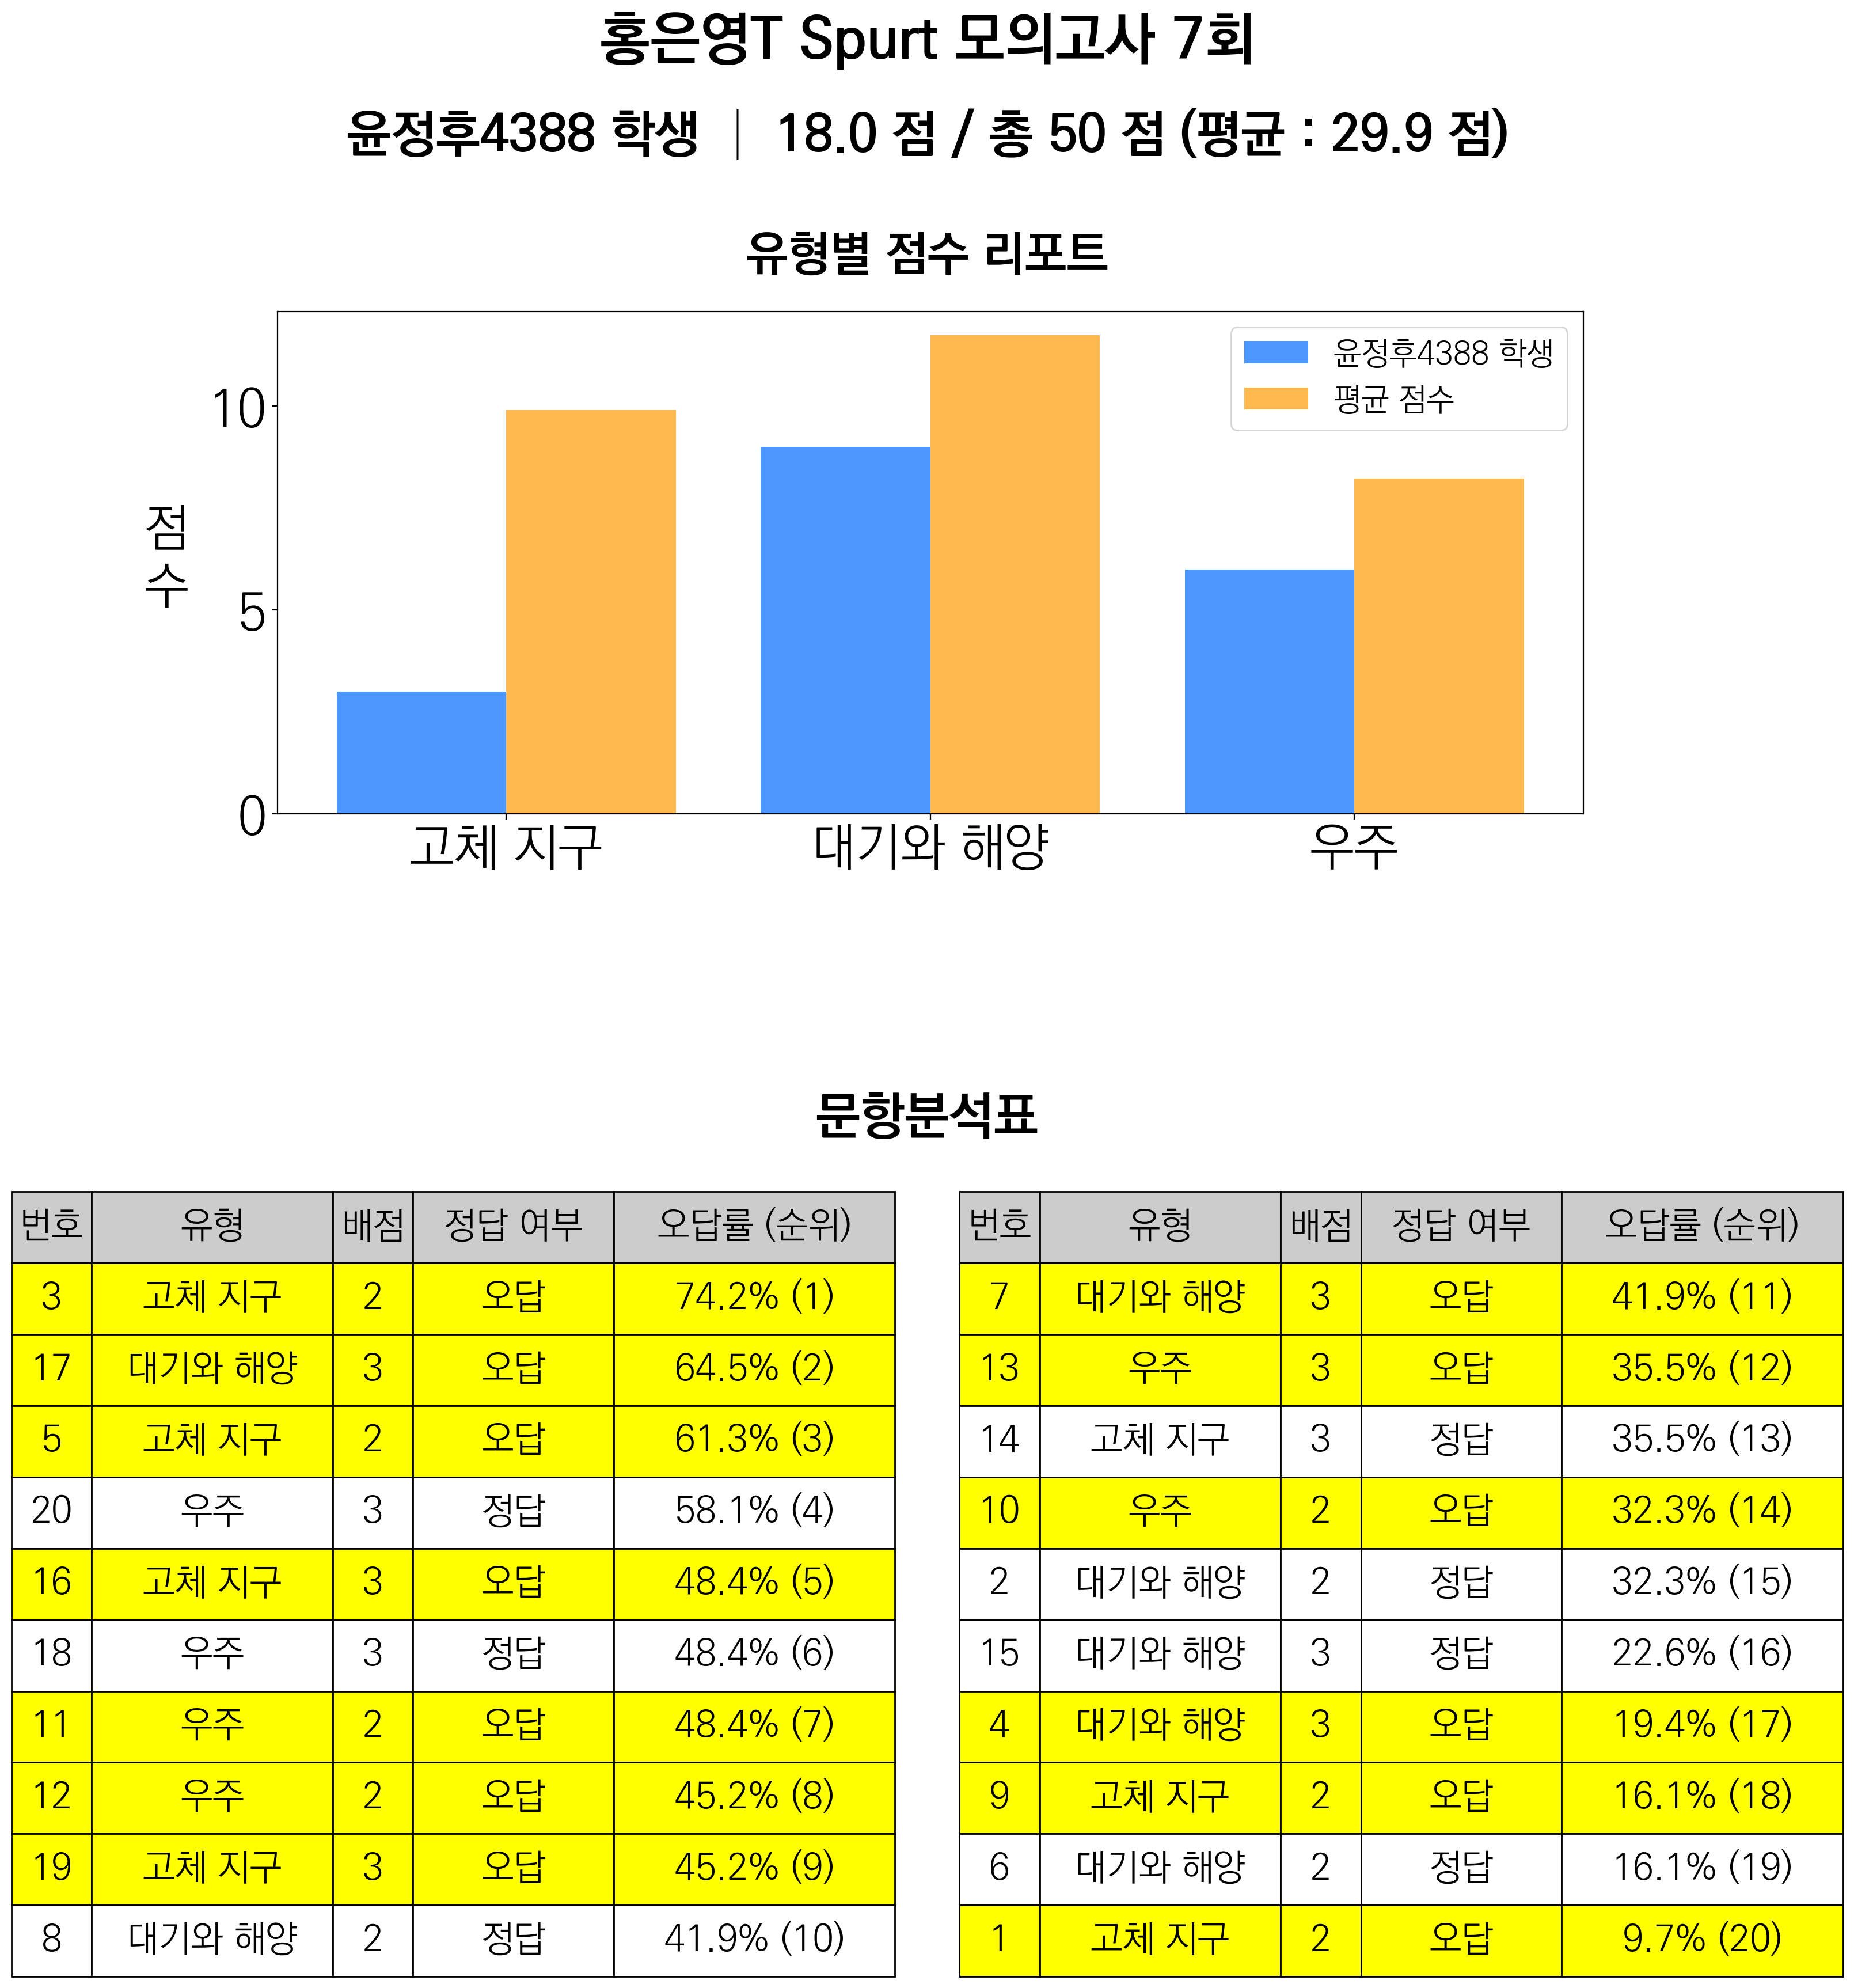 홍은영T Spurt 모의고사 7회
윤정후4388 학생 | 18.0 점 / 총 50 점 (평균 : 29.9 점)
유형별 점수 리포트
윤정후4388 학생
평균 점수
10
5
0
점
수
고체 지구 대기와 해양 우주
문항분석표
번호 유형 배점 정답 여부 오답률 (순위)
3 고체 지구 2 오답 74.2% (1)
17 대기와 해양 3 오답 64.5% (2)
5 고체 지구 2 오답 61.3% (3)
20 우주 3 정답 58.1% (4)
16 고체 지구 3 오답 48.4% (5)
18 우주 3 정답 48.4% (6)
11 우주 2 오답 48.4% (7)
12 우주 2 오답 45.2% (8)
19 고체 지구 3 오답 45.2% (9)
8 대기와 해양 2 정답 41.9% (10)
번호 유형 배점 정답 여부 오답률 (순위)
7 대기와 해양 3 오답 41.9% (11)
13 우주 3 오답 35.5% (12)
14 고체 지구 3 정답 35.5% (13)
10 우주 2 오답 32.3% (14)
2 대기와 해양 2 정답 32.3% (15)
15 대기와 해양 3 정답 22.6% (16)
4 대기와 해양 3 오답 19.4% (17)
9 고체 지구 2 오답 16.1% (18)
6 대기와 해양 2 정답 16.1% (19)
1 고체 지구 2 오답 9.7% (20)